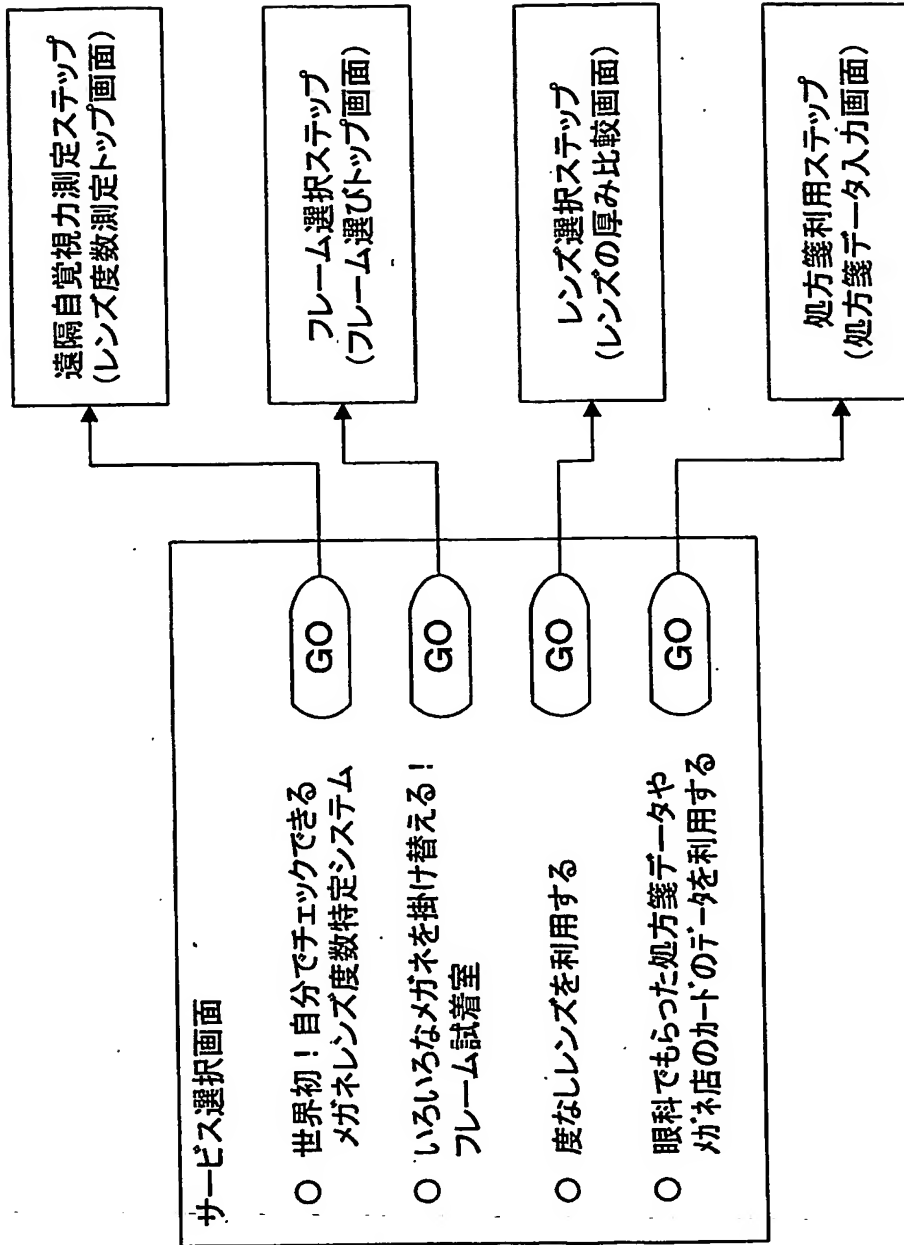 サービス選択画面
○ 世界初！自分でチェックできる
メガネレンズ度数特定システム
GO
○ いろいろなメガネを掛け替える！
フレーム試着室
GO
○ 度なしレンズを利用する
GO
○ 眼科でもらった処方箋データや
メガネ店のカードのデータを利用する
GO
遠隔自覚視力測定ステップ
(レンズ度数測定トップ画面)
フレーム選択ステップ
(フレーム選びトップ画面)
レンズ選択ステップ
(レンズの厚み比較画面)
処方箋利用ステップ
(処方箋データ入力画面)